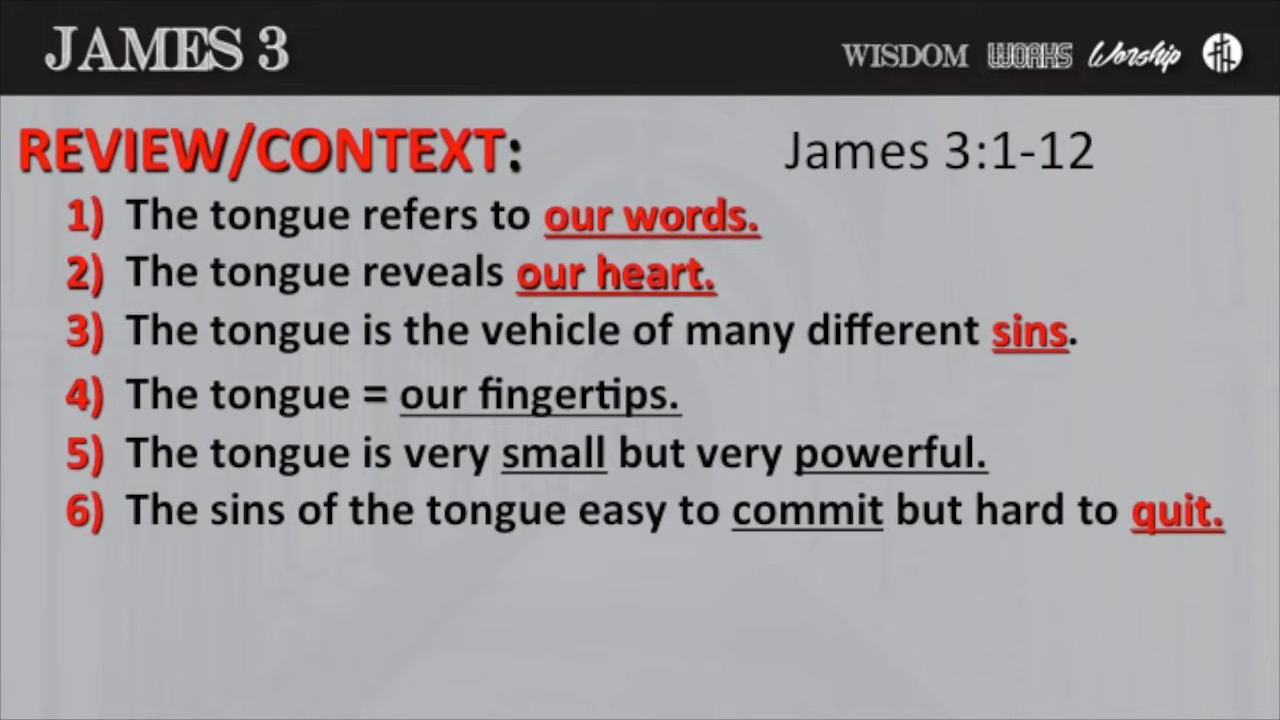 JAMES 3
WISDOM WORKS Worship
REVIEW/CONTEXT: James 3:1-12
1) The tongue refers to our words.
2) The tongue reveals our heart.
3) The tongue is the vehicle of many different sins.
4) The tongue = our fingertips.
5) The tongue is very small but very powerful.
6) The sins of the tongue easy to commit but hard to quit.